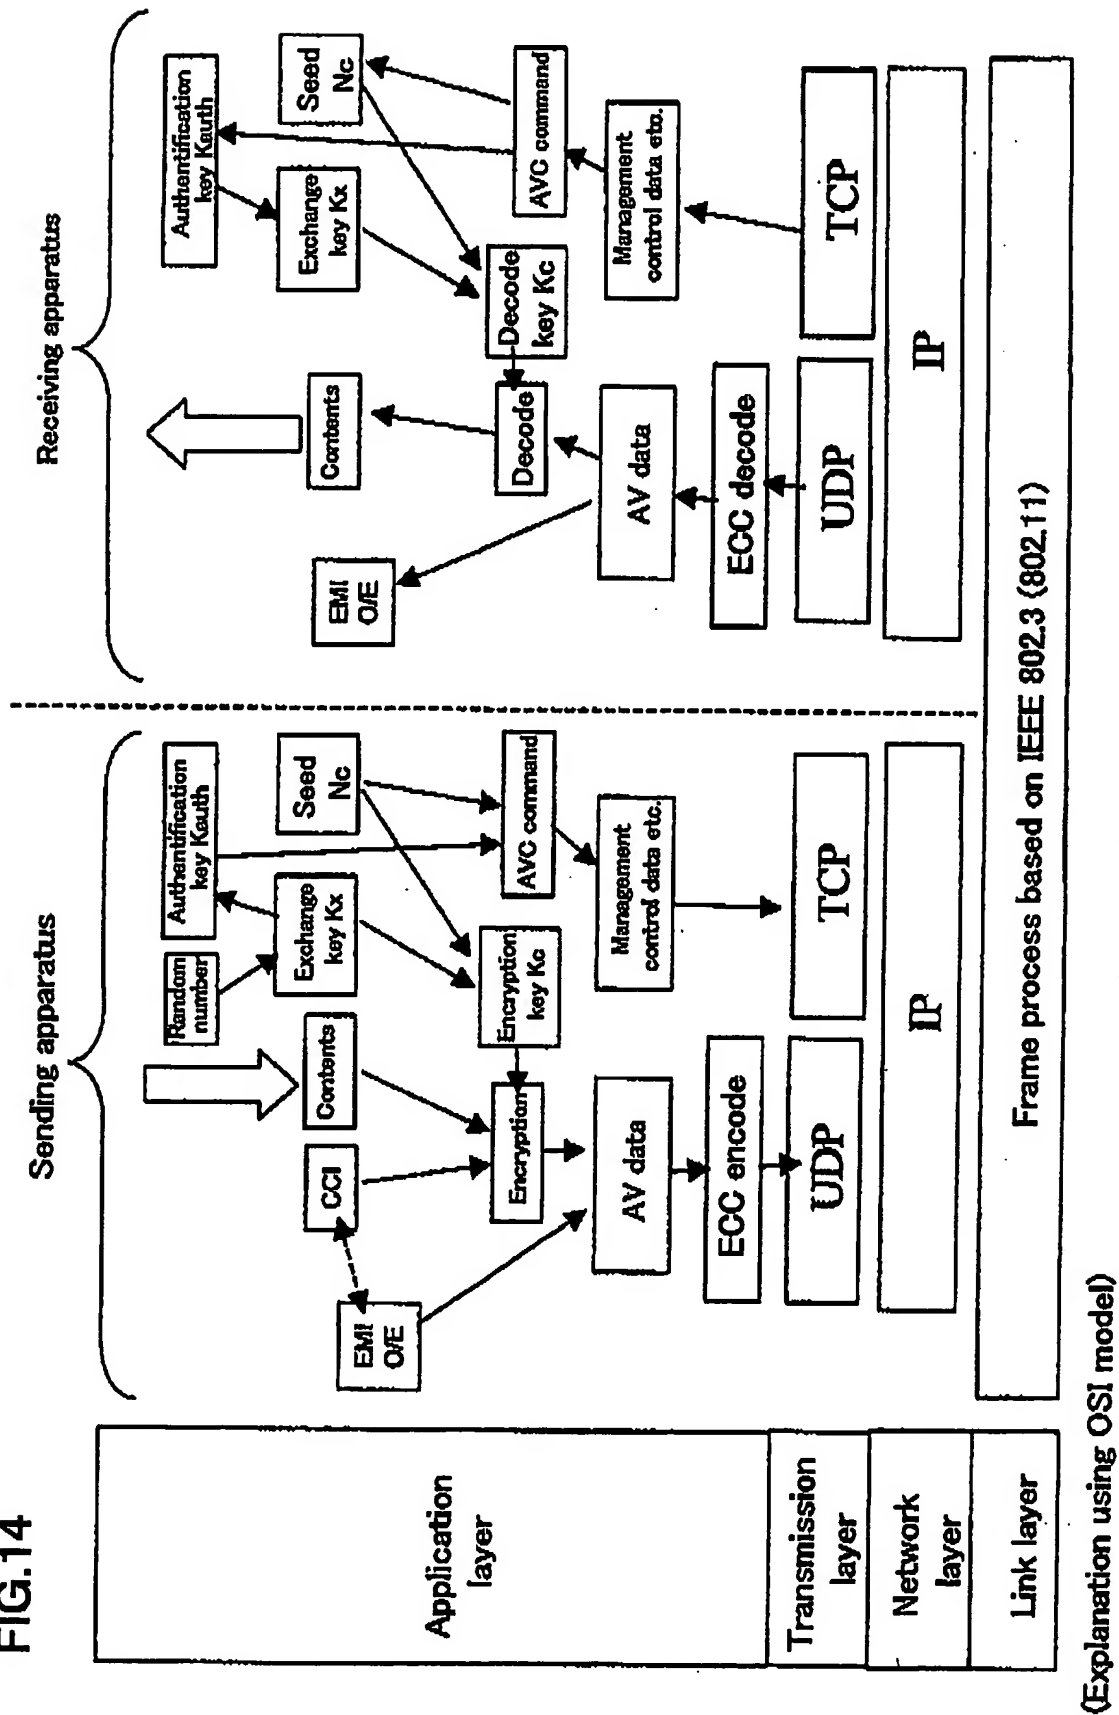 FIG.14
Sending apparatus
Receiving apparatus
Application
layer
Transmission
layer
Network
layer
Link layer
Random
number
Authentification
key Kauth
EMI
O/E
CCI
Contents
Exchange
key Kx
Seed
Nc
Encryption
Encryption
key Kc
AVC command
AV data
Management
control data etc.
ECC encode
UDP
TCP
IP
Authentification
key Kauth
EMI
O/E
Contents
Exchange
key Kx
Seed
Nc
Decode
Decode
key Kc
AVC command
AV data
Management
control data etc.
ECC decode
UDP
TCP
IP
Frame process based on IEEE 802.3 (802.11)
(Explanation using OSI model)